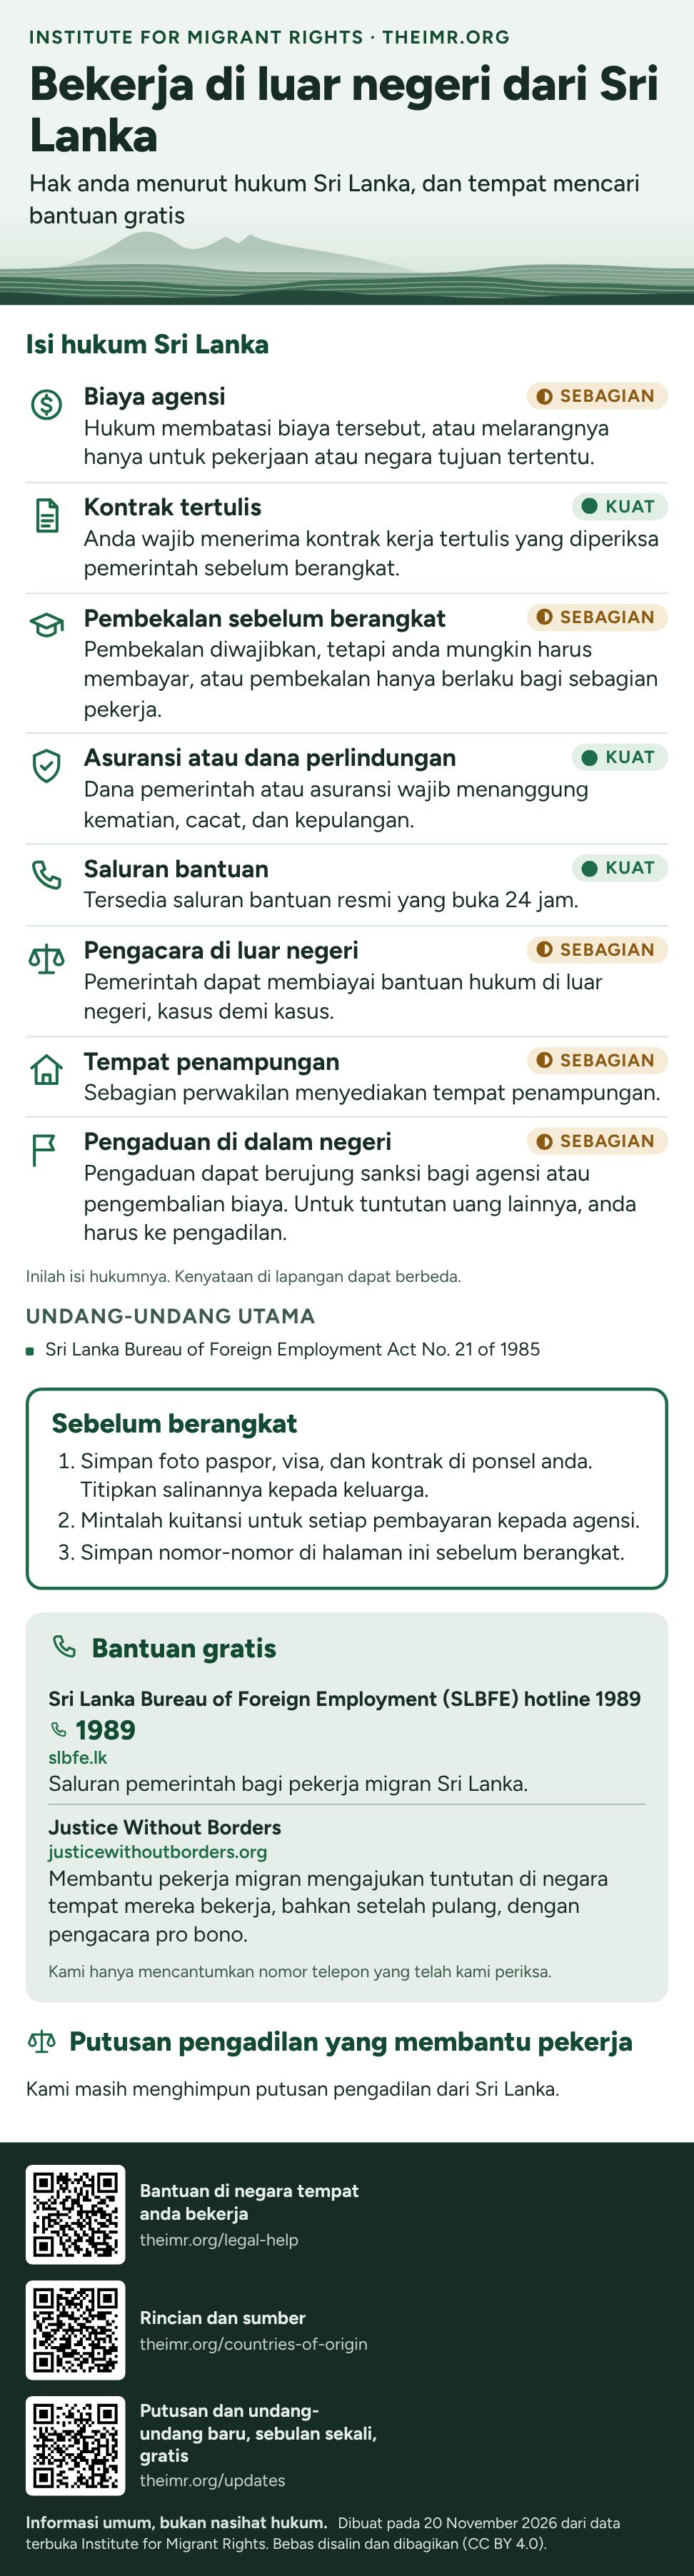 INSTITUTE FOR MIGRANT RIGHTS · THEIMR.ORG
Bekerja di luar negeri dari Sri
Lanka
Hak anda menurut hukum Sri Lanka, dan tempat mencari
bantuan gratis
Isi hukum Sri Lanka
Biaya agensi
SEBAGIAN
Hukum membatasi biaya tersebut, atau melarangnya
hanya untuk pekerjaan atau negara tujuan tertentu.
Kontrak tertulis
KUAT
Anda wajib menerima kontrak kerja tertulis yang diperiksa
pemerintah sebelum berangkat.
Pembekalan sebelum berangkat
SEBAGIAN
Pembekalan diwajibkan, tetapi anda mungkin harus
membayar, atau pembekalan hanya berlaku bagi sebagian
pekerja.
Asuransi atau dana perlindungan
KUAT
Dana pemerintah atau asuransi wajib menanggung
kematian, cacat, dan kepulangan.
Saluran bantuan
KUAT
Tersedia saluran bantuan resmi yang buka 24 jam.
Pengacara di luar negeri
SEBAGIAN
Pemerintah dapat membiayai bantuan hukum di luar
negeri, kasus demi kasus.
Tempat penampungan
SEBAGIAN
Sebagian perwakilan menyediakan tempat penampungan.
Pengaduan di dalam negeri
SEBAGIAN
Pengaduan dapat berujung sanksi bagi agensi atau
pengembalian biaya. Untuk tuntutan uang lainnya, anda
harus ke pengadilan.
Inilah isi hukumnya. Kenyataan di lapangan dapat berbeda.
UNDANG-UNDANG UTAMA
Sri Lanka Bureau of Foreign Employment Act No. 21 of 1985
Sebelum berangkat
1. Simpan foto paspor, visa, dan kontrak di ponsel anda.
Titipkan salinannya kepada keluarga.
2. Mintalah kuitansi untuk setiap pembayaran kepada agensi.
3. Simpan nomor-nomor di halaman ini sebelum berangkat.
Bantuan gratis
Sri Lanka Bureau of Foreign Employment (SLBFE) hotline 1989
1989
slbfe.lk
Saluran pemerintah bagi pekerja migran Sri Lanka.
Justice Without Borders
justicewithoutborders.org
Membantu pekerja migran mengajukan tuntutan di negara
tempat mereka bekerja, bahkan setelah pulang, dengan
pengacara pro bono.
Kami hanya mencantumkan nomor telepon yang telah kami periksa.
Putusan pengadilan yang membantu pekerja
Kami masih menghimpun putusan pengadilan dari Sri Lanka.
Bantuan di negara tempat
anda bekerja
theimr.org/legal-help
Rincian dan sumber
theimr.org/countries-of-origin
Putusan dan undang-
undang baru, sebulan sekali,
gratis
theimr.org/updates
Informasi umum, bukan nasihat hukum. Dibuat pada 20 November 2026 dari data
terbuka Institute for Migrant Rights. Bebas disalin dan dibagikan (CC BY 4.0).